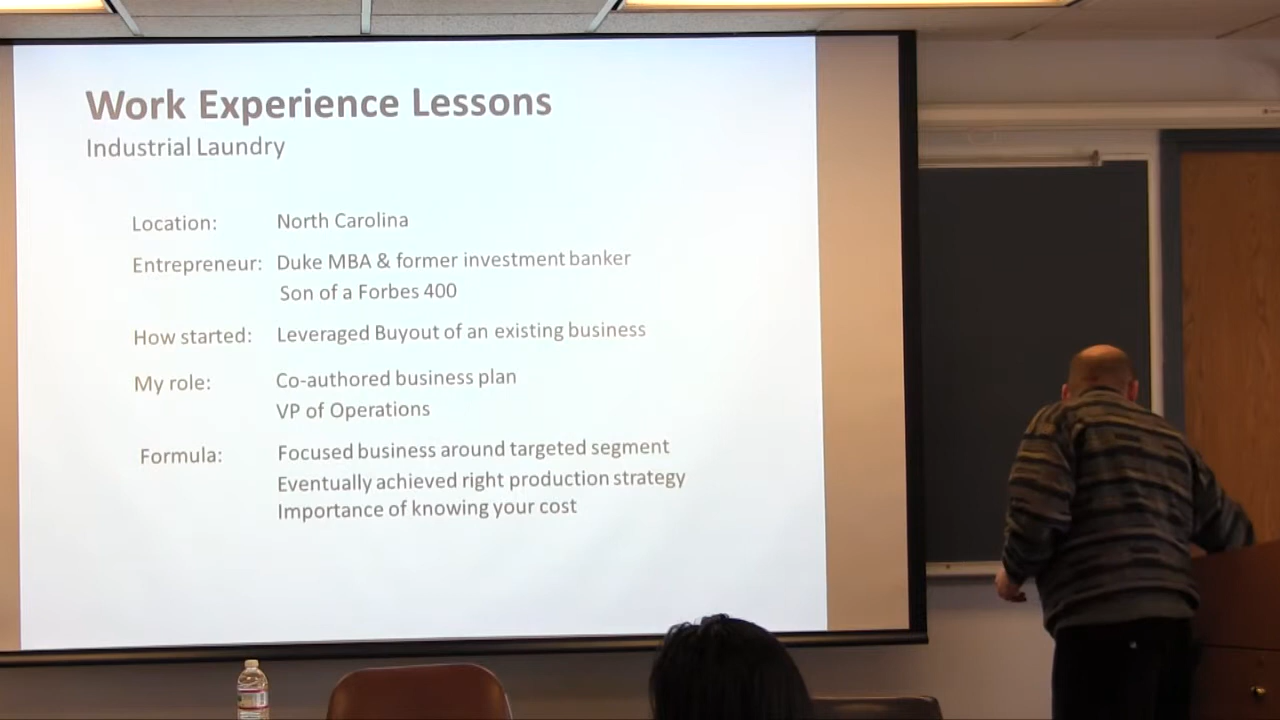 Work Experience Lessons
Industrial Laundry
Location: North Carolina
Entrepreneur: Duke MBA & former investment banker
Son of a Forbes 400
How started: Leveraged Buyout of an existing business
My role: Co-authored business plan
VP of Operations
Formula: Focused business around targeted segment
Eventually achieved right production strategy
Importance of knowing your cost